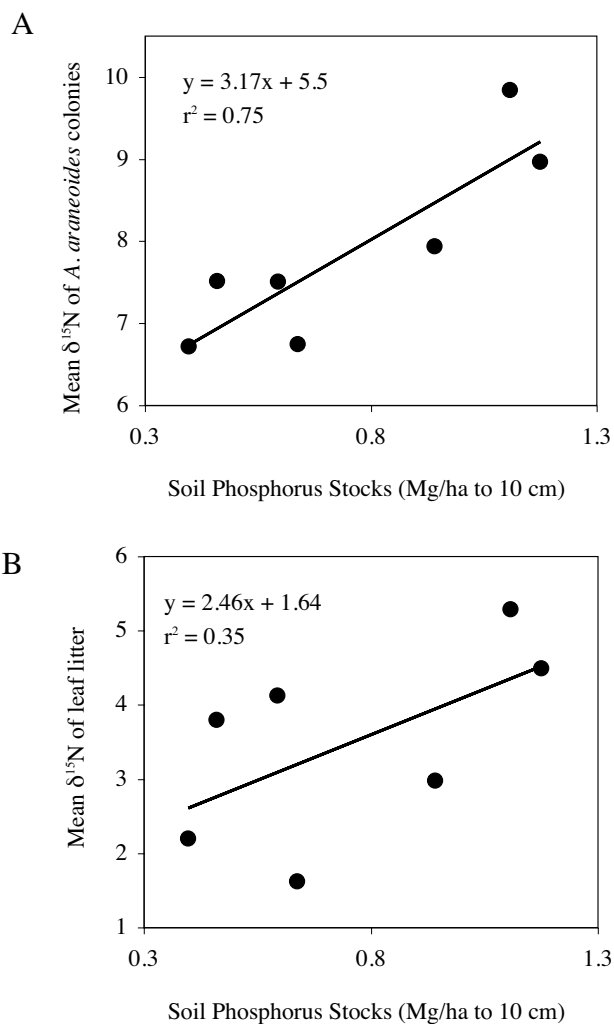 A
y = 3.17x + 5.5
r² = 0.75
Mean δ¹⁵N of A. araneoides colonies
10
9
8
7
6
0.3 0.8 1.3
Soil Phosphorus Stocks (Mg/ha to 10 cm)
B
y = 2.46x + 1.64
r² = 0.35
Mean δ¹⁵N of leaf litter
6
5
4
3
2
1
0.3 0.8 1.3
Soil Phosphorus Stocks (Mg/ha to 10 cm)